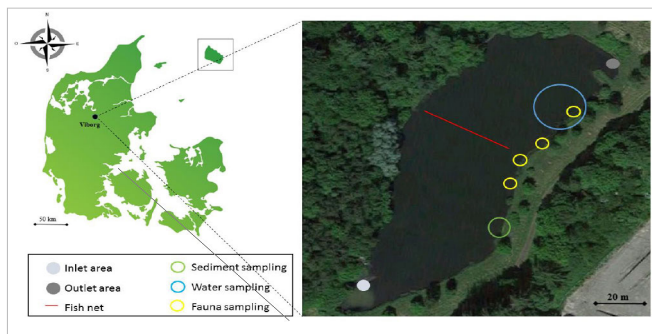 N
O
E
S
Viborg
50 km
Inlet area
Outlet area
Fish net
Sediment sampling
Water sampling
Fauna sampling
20 m